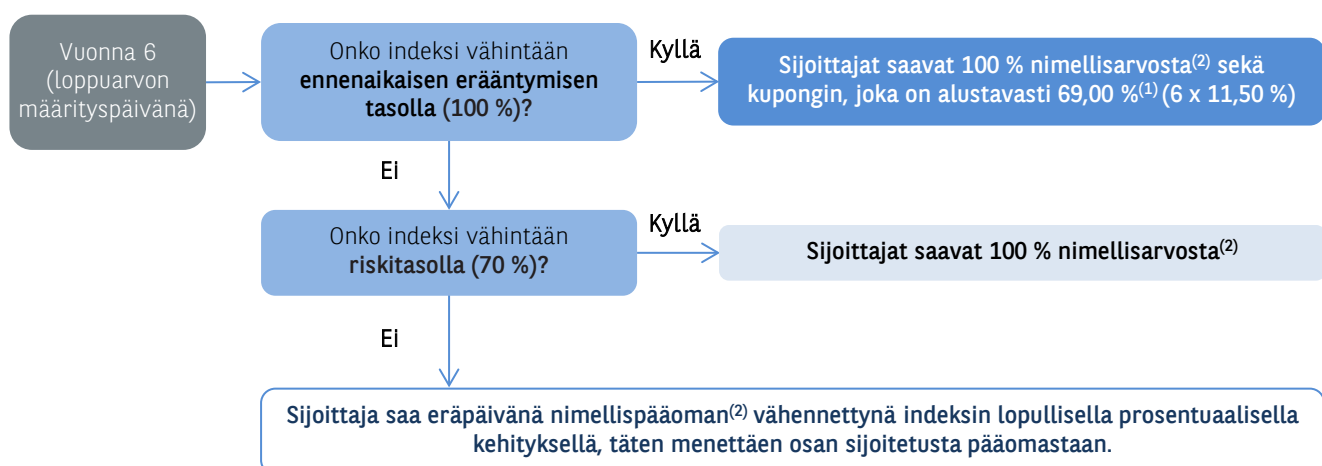 Vuonna 6
(loppuarvon
määrityspäivänä)
Onko indeksi vähintään
ennenaikaisen erääntymisen
tasolla (100 %)?
Kyllä
Sijoittajat saavat 100 % nimellisarvosta(2) sekä
kupongin, joka on alustavasti 69,00 %(1) (6 x 11,50 %)
Ei
Onko indeksi vähintään
riskitasolla (70 %)?
Kyllä
Sijoittajat saavat 100 % nimellisarvosta(2)
Ei
Sijoittaja saa eräpäivänä nimellispääoman(2) vähennettynä indeksin lopullisella prosentuaalisella
kehityksellä, täten menettäen osan sijoitetusta pääomastaan.